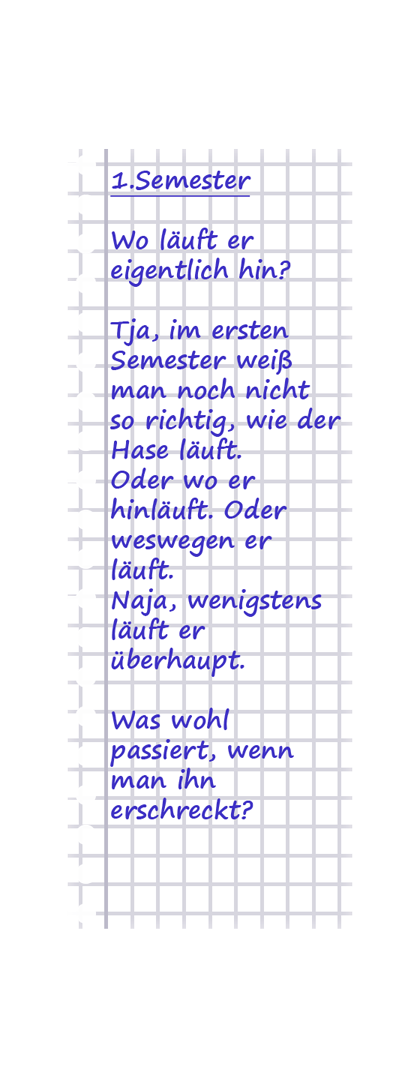 1.Semester
Wo läuft er
eigentlich hin?
Tja, im ersten
Semester weiß
man noch nicht
so richtig, wie der
Hase läuft.
Oder wo er
hinläuft. Oder
weswegen er
läuft.
Naja, wenigstens
läuft er
überhaupt.
Was wohl
passiert, wenn
man ihn
erschreckt?